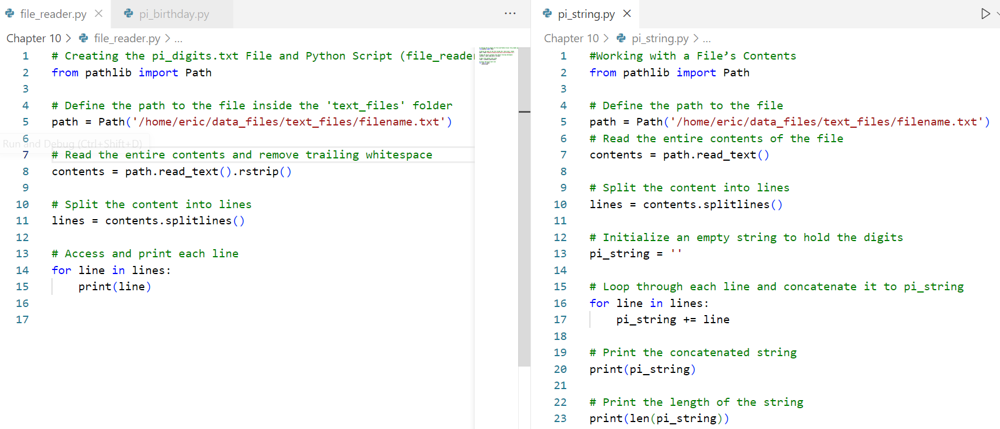 file_reader.py
pi_birthday.py
Chapter 10 > file_reader.py > ...
1 # Creating the pi_digits.txt File and Python Script (file_reader
2 from pathlib import Path
3
4 # Define the path to the file inside the 'text_files' folder
5 path = Path('/home/eric/data_files/text_files/filename.txt')
6
Run and Debug (Ctrl+Shift+D)
7 # Read the entire contents and remove trailing whitespace
8 contents = path.read_text().rstrip()
9
10 # Split the content into lines
11 lines = contents.splitlines()
12
13 # Access and print each line
14 for line in lines:
15 print(line)
16
17
pi_string.py
Chapter 10 > pi_string.py > ...
1 #Working with a File’s Contents
2 from pathlib import Path
3
4 # Define the path to the file
5 path = Path('/home/eric/data_files/text_files/filename.txt')
6 # Read the entire contents of the file
7 contents = path.read_text()
8
9 # Split the content into lines
10 lines = contents.splitlines()
11
12 # Initialize an empty string to hold the digits
13 pi_string = ''
14
15 # Loop through each line and concatenate it to pi_string
16 for line in lines:
17 pi_string += line
18
19 # Print the concatenated string
20 print(pi_string)
21
22 # Print the length of the string
23 print(len(pi_string))